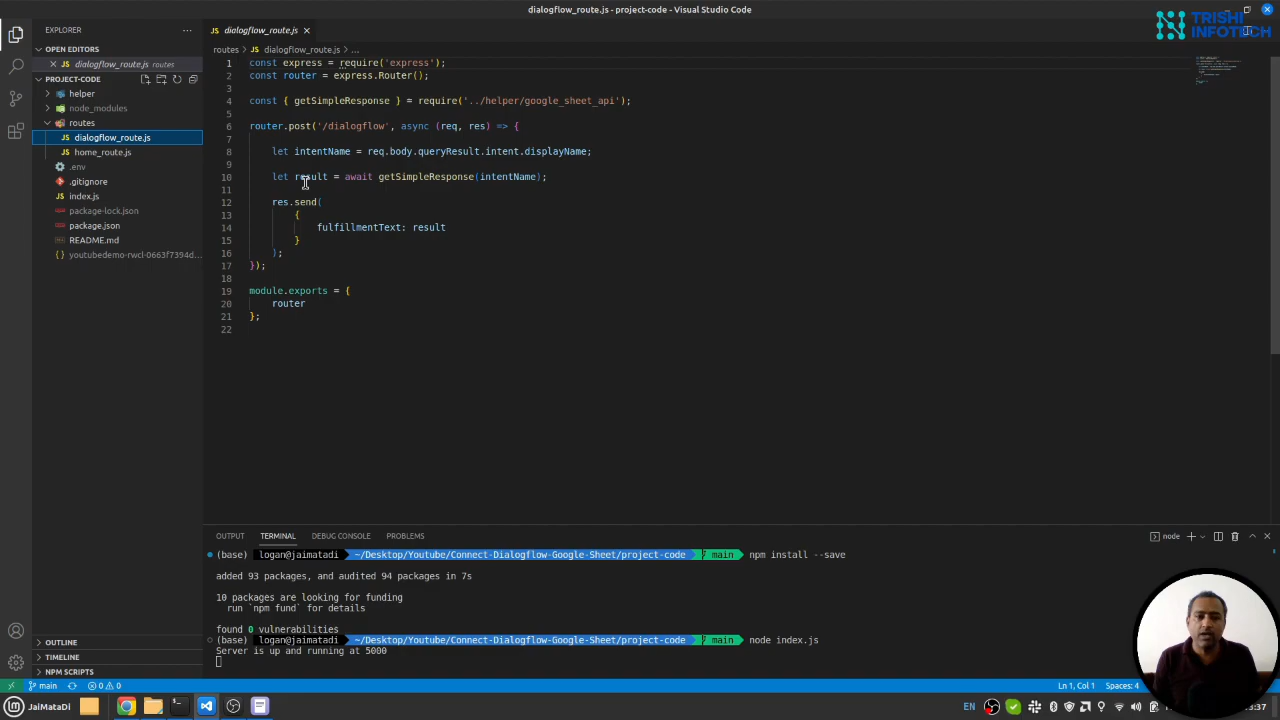 dialogflow_route.js - project-code - Visual Studio Code
TRISHI
INFOTECH
EXPLORER
dialogflow_route.js
OPEN EDITORS
routes > dialogflow_route.js > ...
dialogflow_route.js routes
PROJECT-CODE
helper
node_modules
routes
dialogflow_route.js
home_route.js
.env
.gitignore
index.js
package-lock.json
package.json
README.md
youtubedemo-rwcl-0663f7394d...
OUTLINE
TIMELINE
NPM SCRIPTS
1 const express = require('express');
2 const router = express.Router();
3
4 const { getSimpleResponse } = require('../helper/google_sheet_api');
5
6 router.post('/dialogflow', async (req, res) => {
7
8 let intentName = req.body.queryResult.intent.displayName;
9
10 let result = await getSimpleResponse(intentName);
11
12 res.send(
13 {
14 fulfillmentText: result
15 }
16 );
17 });
18
19 module.exports = {
20 router
21 };
22
OUTPUT TERMINAL DEBUG CONSOLE PROBLEMS
node
(base) logan@jaimatadi ~/Desktop/Youtube/Connect-Dialogflow-Google-Sheet/project-code main npm install --save
added 93 packages, and audited 94 packages in 7s
10 packages are looking for funding
run `npm fund` for details
found 0 vulnerabilities
(base) logan@jaimatadi ~/Desktop/Youtube/Connect-Dialogflow-Google-Sheet/project-code main node index.js
Server is up and running at 5000
main 0 0 Ln 1, Col 1 Spaces: 4
JaiMataDi EN :37